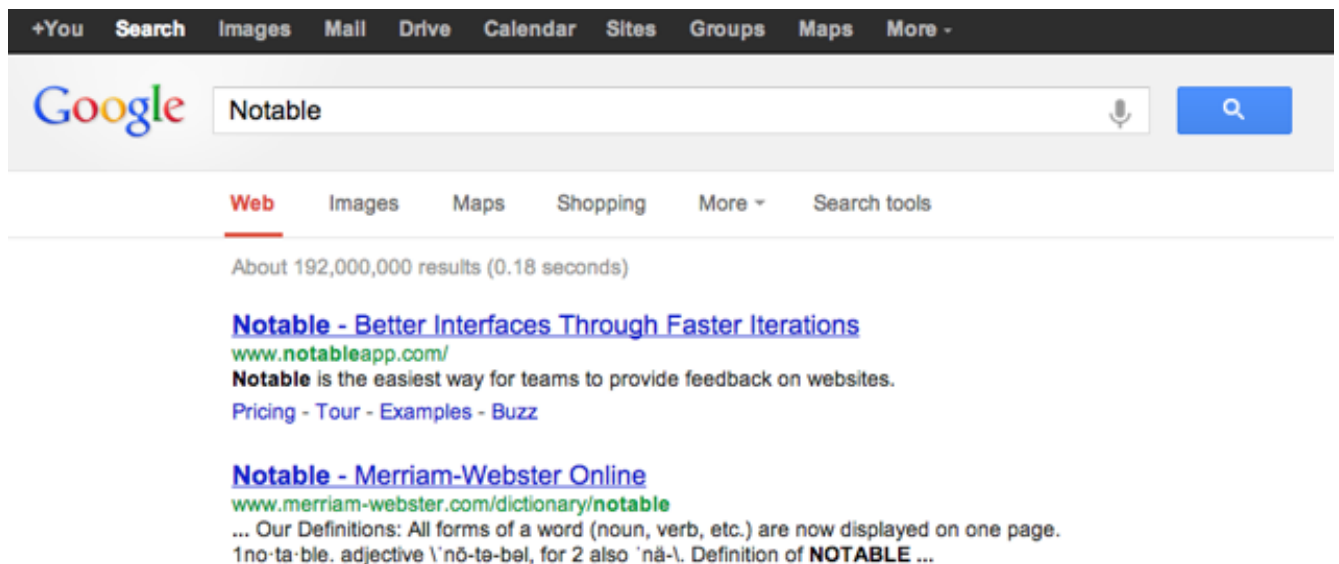 +You Search Images Mail Drive Calendar Sites Groups Maps More
Google Notable
Web Images Maps Shopping More Search tools
About 192,000,000 results (0.18 seconds)
Notable - Better Interfaces Through Faster Iterations
www.notableapp.com/
Notable is the easiest way for teams to provide feedback on websites.
Pricing - Tour - Examples - Buzz
Notable - Merriam-Webster Online
www.merriam-webster.com/dictionary/notable
... Our Definitions: All forms of a word (noun, verb, etc.) are now displayed on one page.
1no·ta·ble. adjective \ˈnō-tə-bəl, for 2 also ˈnä-\. Definition of NOTABLE ...